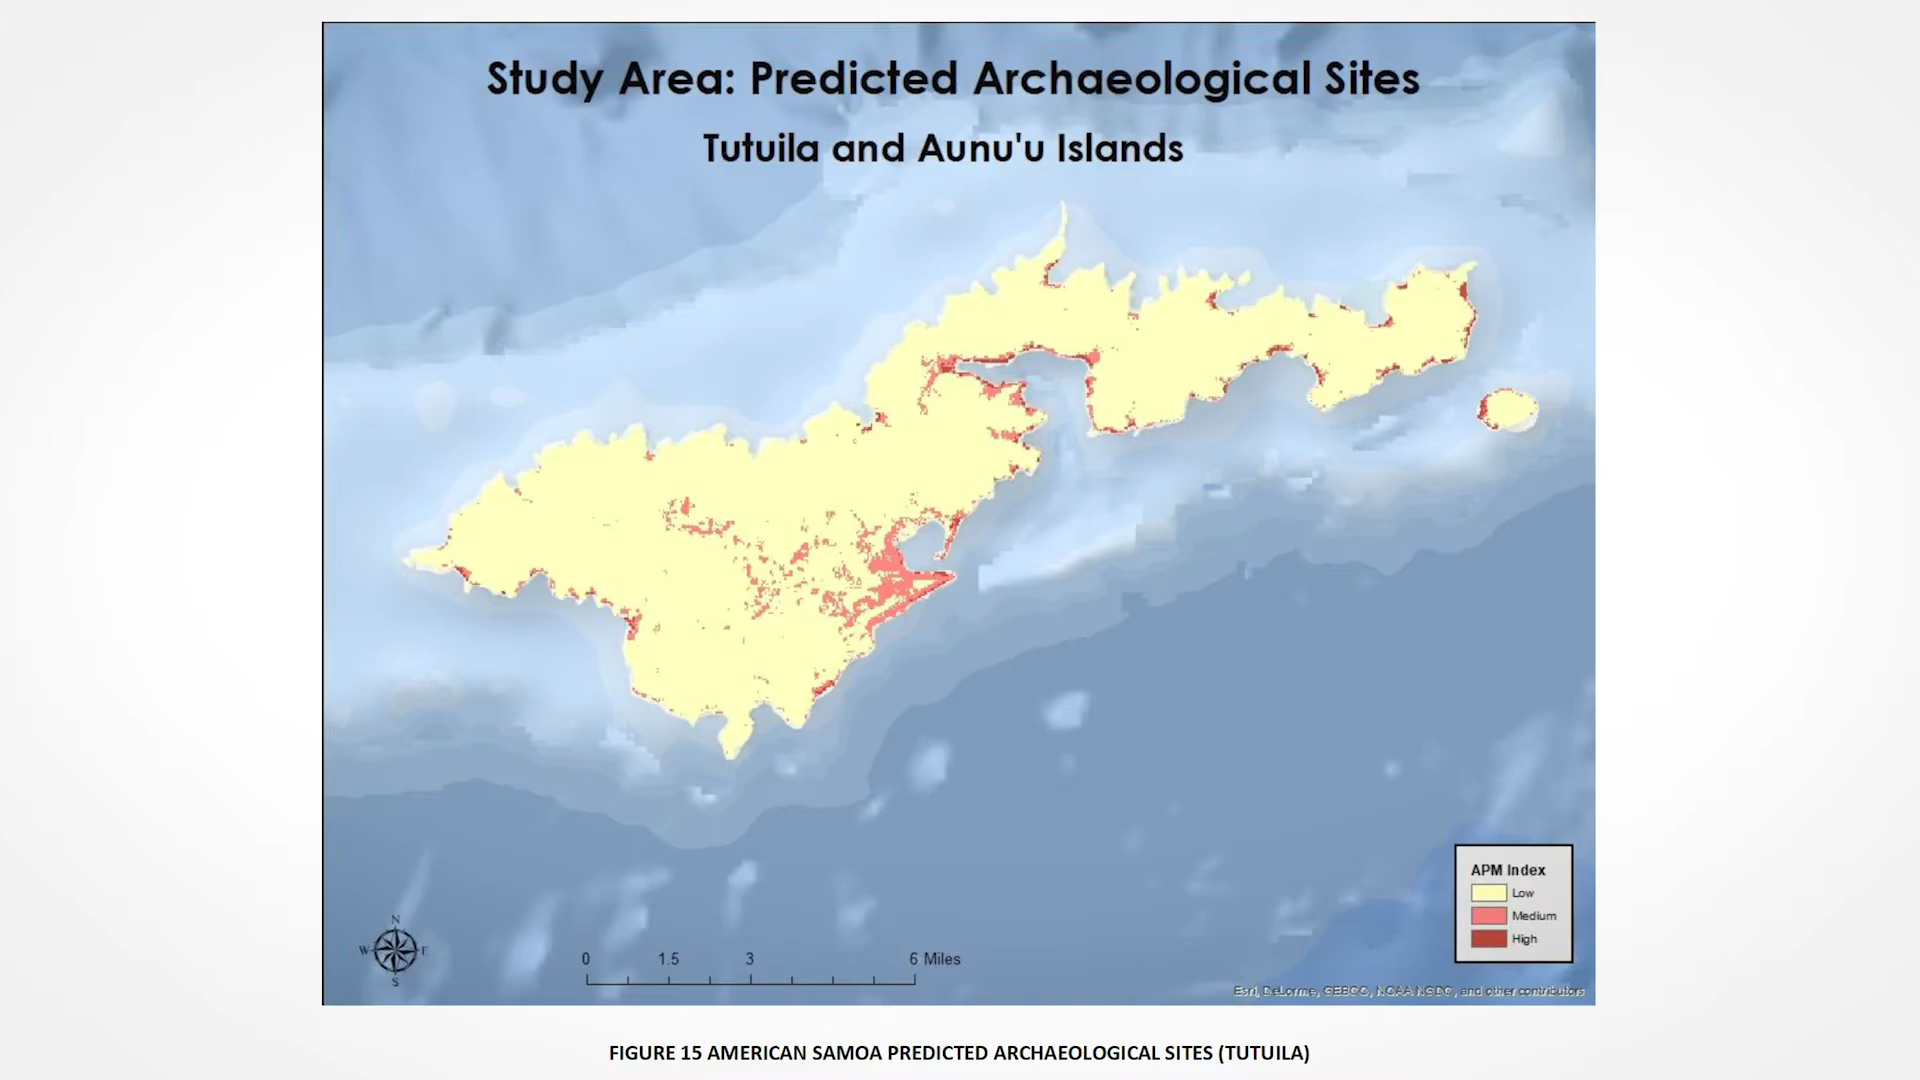 Study Area: Predicted Archaeological Sites
Tutuila and Aunu'u Islands
APM Index
Low
Medium
High
N
W E
S
0 1.5 3 6 Miles
Esri, DeLorme, GEBCO, NOAA NGDC, and other contributors
FIGURE 15 AMERICAN SAMOA PREDICTED ARCHAEOLOGICAL SITES (TUTUILA)